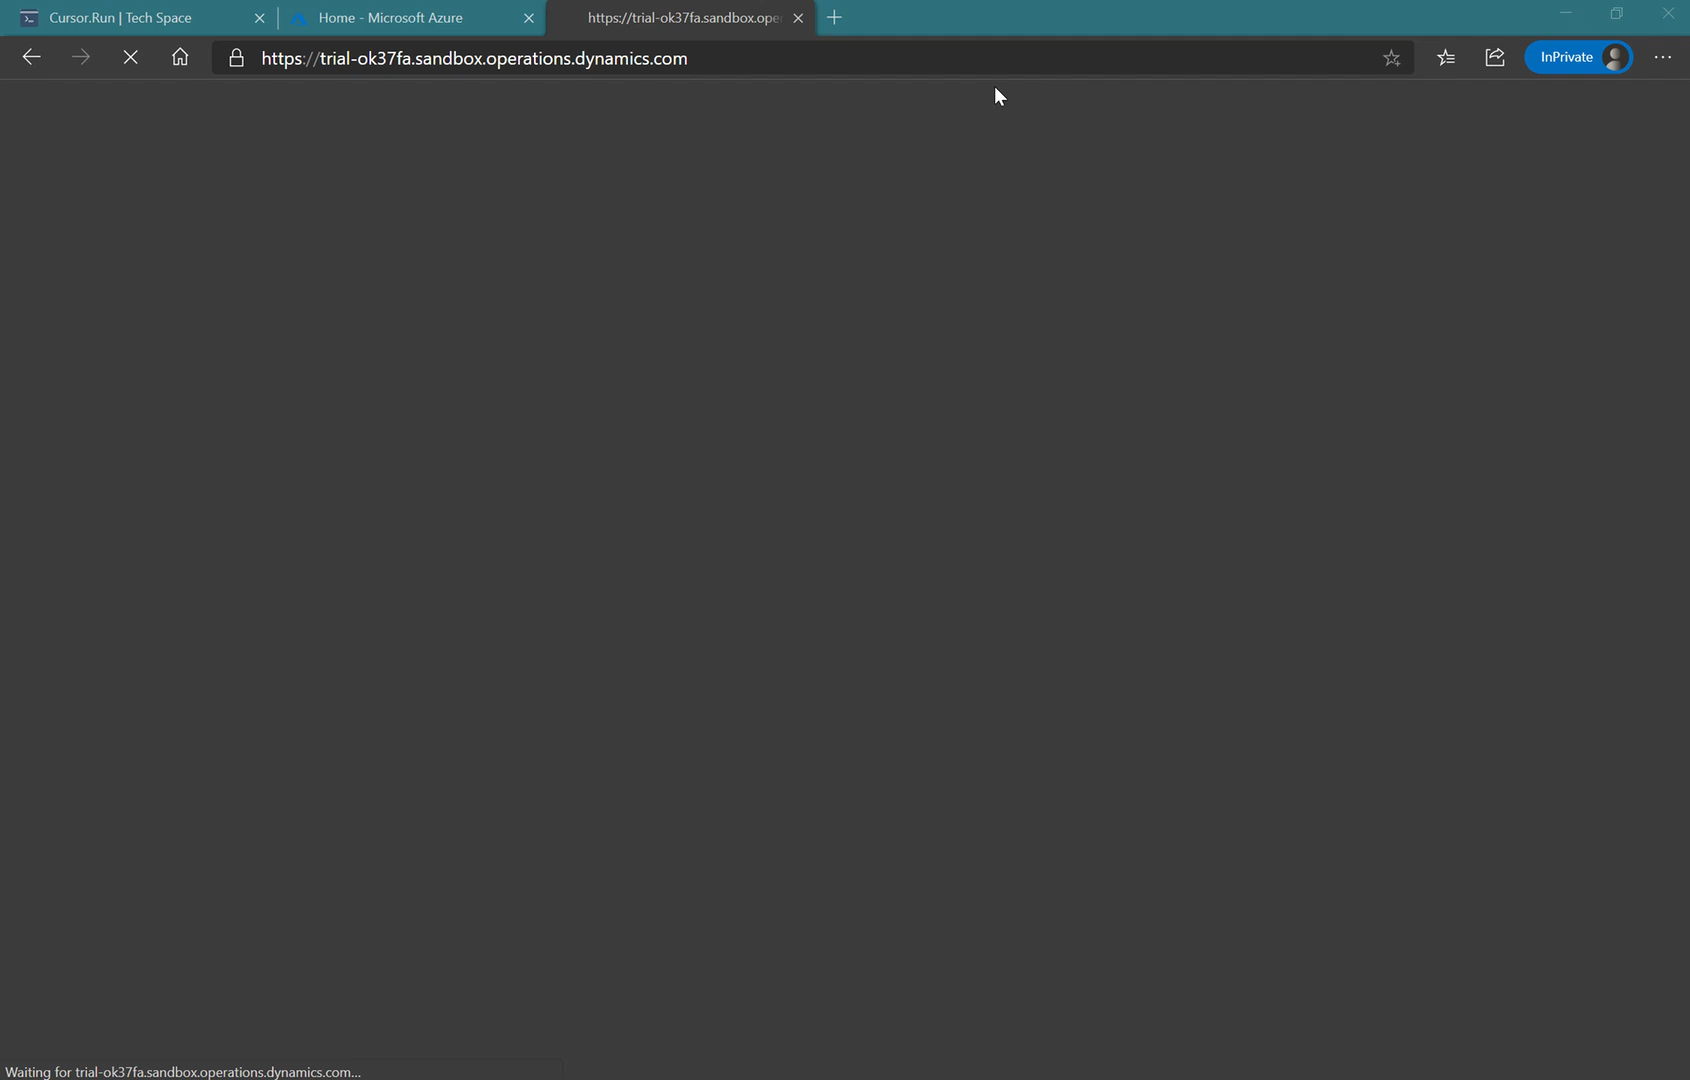 Cursor.Run | Tech Space
Home - Microsoft Azure
https://trial-ok37fa.sandbox.ope
https://trial-ok37fa.sandbox.operations.dynamics.com
InPrivate
Waiting for trial-ok37fa.sandbox.operations.dynamics.com...